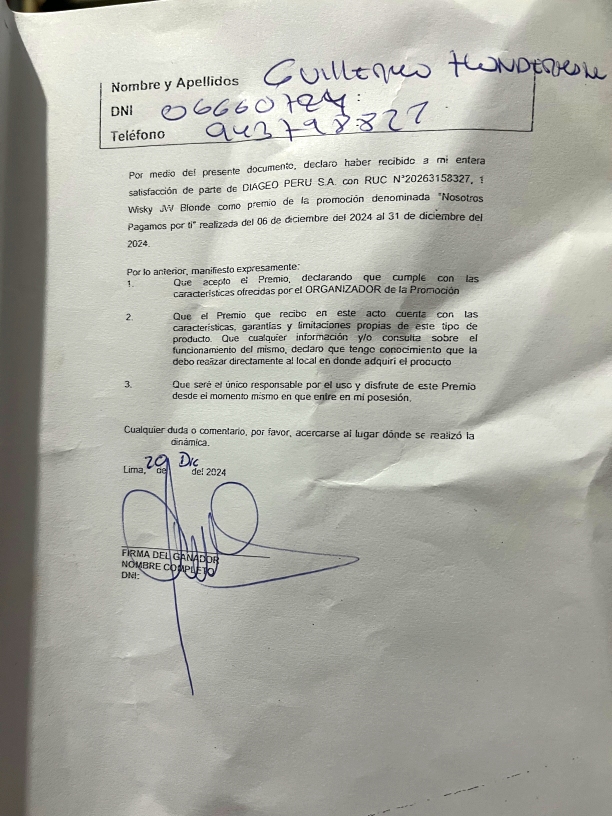 Nombre y Apellidos Guillermo
DNI 06660724
Teléfono 943798827
Por medio del presente documento, declaro haber recibido a mi entera
satisfacción de parte de DIAGEO PERU S.A. con RUC N°20263158327, 1
Wisky JW Blonde como premio de la promoción denominada "Nosotros
Pagamos por ti" realizada del 06 de diciembre del 2024 al 31 de diciembre del
2024.
Por lo anterior, manifiesto expresamente:
1. Que acepto el Premio, declarando que cumple con las
características ofrecidas por el ORGANIZADOR de la Promoción
2. Que el Premio que recibo en este acto cuenta con las
características, garantías y limitaciones propias de este tipo de
producto. Que cualquier información y/o consulta sobre el
funcionamiento del mismo, declaro que tengo conocimiento que la
debo realizar directamente al local en donde adquirí el producto
3. Que seré el único responsable por el uso y disfrute de este Premio
desde el momento mismo en que entre en mi posesión.
Cualquier duda o comentario, por favor, acercarse al lugar dónde se realizó la
dinámica.
Lima, 29 de Dic del 2024
FIRMA DEL GANADOR
NOMBRE COMPLETO
DNI: